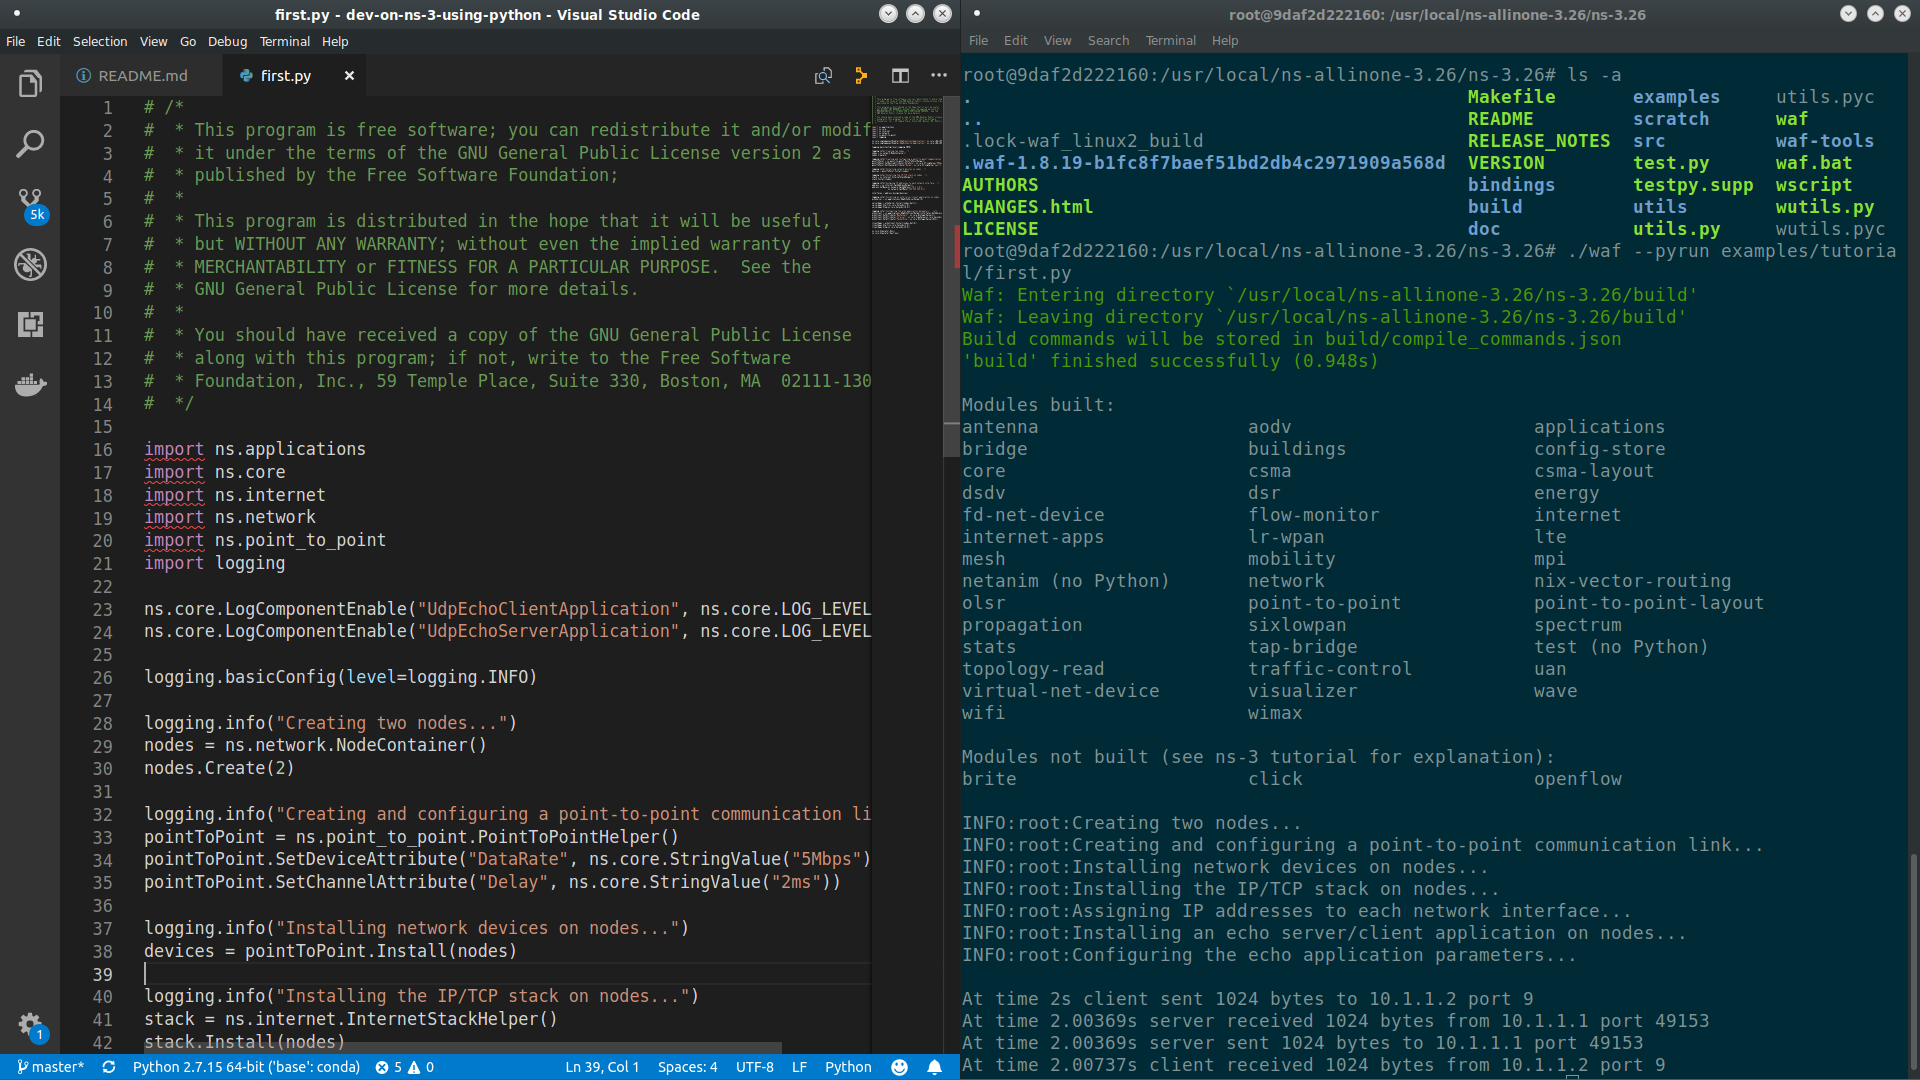 first.py - dev-on-ns-3-using-python - Visual Studio Code
File Edit Selection View Go Debug Terminal Help
README.md first.py
5k
1
1 # /*
2 #  * This program is free software; you can redistribute it and/or modif
3 #  * it under the terms of the GNU General Public License version 2 as
4 #  * published by the Free Software Foundation;
5 #  *
6 #  * This program is distributed in the hope that it will be useful,
7 #  * but WITHOUT ANY WARRANTY; without even the implied warranty of
8 #  * MERCHANTABILITY or FITNESS FOR A PARTICULAR PURPOSE.  See the
9 #  * GNU General Public License for more details.
10 #  *
11 #  * You should have received a copy of the GNU General Public License
12 #  * along with this program; if not, write to the Free Software
13 #  * Foundation, Inc., 59 Temple Place, Suite 330, Boston, MA  02111-130
14 #  */
15
16 import ns.applications
17 import ns.core
18 import ns.internet
19 import ns.network
20 import ns.point_to_point
21 import logging
22
23 ns.core.LogComponentEnable("UdpEchoClientApplication", ns.core.LOG_LEVEL
24 ns.core.LogComponentEnable("UdpEchoServerApplication", ns.core.LOG_LEVEL
25
26 logging.basicConfig(level=logging.INFO)
27
28 logging.info("Creating two nodes...")
29 nodes = ns.network.NodeContainer()
30 nodes.Create(2)
31
32 logging.info("Creating and configuring a point-to-point communication li
33 pointToPoint = ns.point_to_point.PointToPointHelper()
34 pointToPoint.SetDeviceAttribute("DataRate", ns.core.StringValue("5Mbps")
35 pointToPoint.SetChannelAttribute("Delay", ns.core.StringValue("2ms"))
36
37 logging.info("Installing network devices on nodes...")
38 devices = pointToPoint.Install(nodes)
39
40 logging.info("Installing the IP/TCP stack on nodes...")
41 stack = ns.internet.InternetStackHelper()
42 stack.Install(nodes)
master* Python 2.7.15 64-bit ('base': conda) 5 0 Ln 39, Col 1 Spaces: 4 UTF-8 LF Python
root@9daf2d222160: /usr/local/ns-allinone-3.26/ns-3.26
File Edit View Search Terminal Help
root@9daf2d222160:/usr/local/ns-allinone-3.26/ns-3.26# ls -a
. Makefile examples utils.pyc
.. README scratch waf
.lock-waf_linux2_build RELEASE_NOTES src waf-tools
.waf-1.8.19-b1fc8f7baef51bd2db4c2971909a568d VERSION test.py waf.bat
AUTHORS bindings testpy.supp wscript
CHANGES.html build utils wutils.py
LICENSE doc utils.py wutils.pyc
root@9daf2d222160:/usr/local/ns-allinone-3.26/ns-3.26# ./waf --pyrun examples/tutoria
l/first.py
Waf: Entering directory `/usr/local/ns-allinone-3.26/ns-3.26/build'
Waf: Leaving directory `/usr/local/ns-allinone-3.26/ns-3.26/build'
Build commands will be stored in build/compile_commands.json
'build' finished successfully (0.948s)
Modules built:
antenna aodv applications
bridge buildings config-store
core csma csma-layout
dsdv dsr energy
fd-net-device flow-monitor internet
internet-apps lr-wpan lte
mesh mobility mpi
netanim (no Python) network nix-vector-routing
olsr point-to-point point-to-point-layout
propagation sixlowpan spectrum
stats tap-bridge test (no Python)
topology-read traffic-control uan
virtual-net-device visualizer wave
wifi wimax
Modules not built (see ns-3 tutorial for explanation):
brite click openflow
INFO:root:Creating two nodes...
INFO:root:Creating and configuring a point-to-point communication link...
INFO:root:Installing network devices on nodes...
INFO:root:Installing the IP/TCP stack on nodes...
INFO:root:Assigning IP addresses to each network interface...
INFO:root:Installing an echo server/client application on nodes...
INFO:root:Configuring the echo application parameters...
At time 2s client sent 1024 bytes to 10.1.1.2 port 9
At time 2.00369s server received 1024 bytes from 10.1.1.1 port 49153
At time 2.00369s server sent 1024 bytes to 10.1.1.1 port 49153
At time 2.00737s client received 1024 bytes from 10.1.1.2 port 9